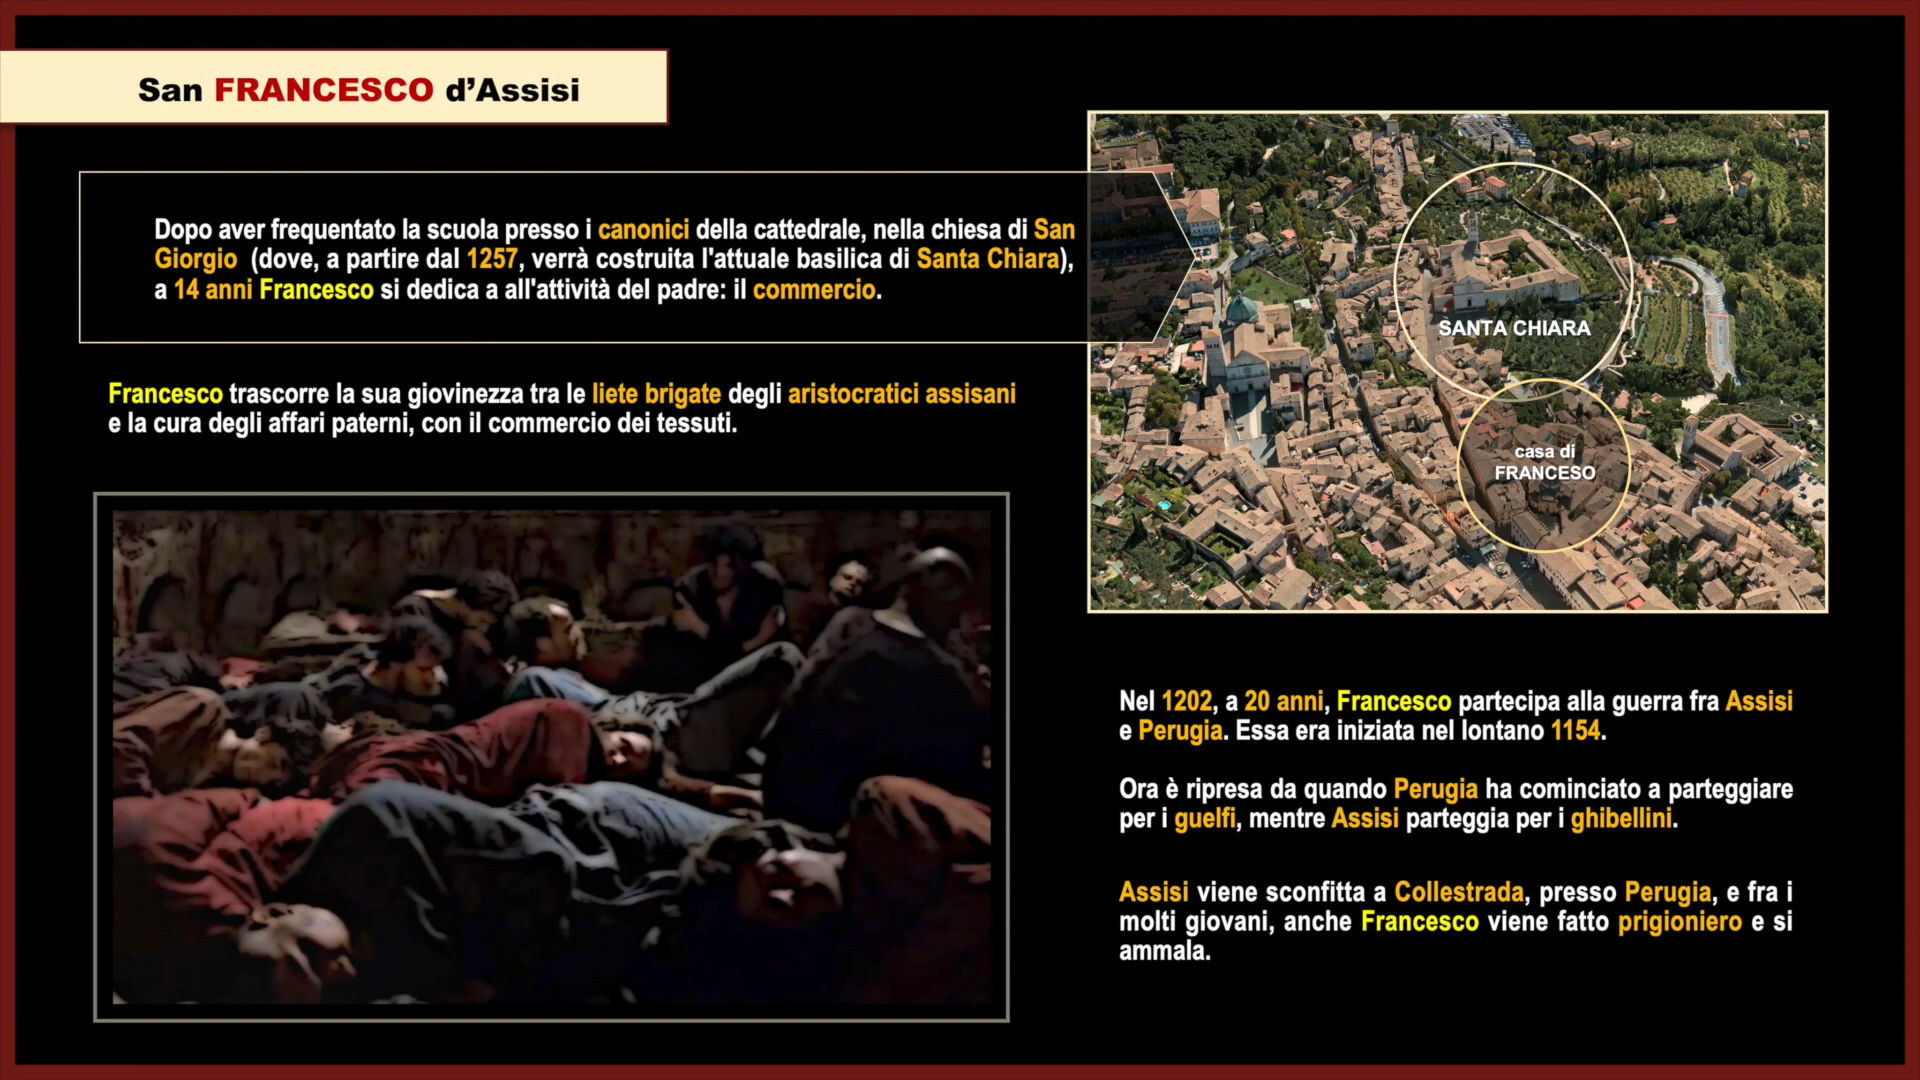 San FRANCESCO d’Assisi
Dopo aver frequentato la scuola presso i canonici della cattedrale, nella chiesa di San
Giorgio (dove, a partire dal 1257, verrà costruita l'attuale basilica di Santa Chiara),
a 14 anni Francesco si dedica a all'attività del padre: il commercio.
Francesco trascorre la sua giovinezza tra le liete brigate degli aristocratici assisani
e la cura degli affari paterni, con il commercio dei tessuti.
SANTA CHIARA
casa di
FRANCESO
Nel 1202, a 20 anni, Francesco partecipa alla guerra fra Assisi
e Perugia. Essa era iniziata nel lontano 1154.
Ora è ripresa da quando Perugia ha cominciato a parteggiare
per i guelfi, mentre Assisi parteggia per i ghibellini.
Assisi viene sconfitta a Collestrada, presso Perugia, e fra i
molti giovani, anche Francesco viene fatto prigioniero e si
ammala.